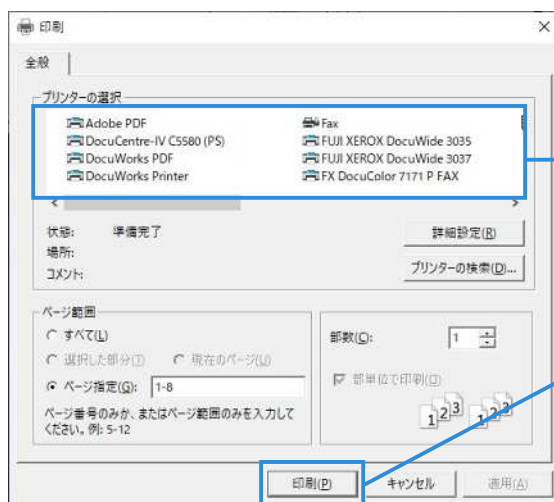 印刷
全般
プリンターの選択
Adobe PDF
Fax
DocuCentre-IV C5580 (PS)
FUJI XEROX DocuWide 3035
DocuWorks PDF
FUJI XEROX DocuWide 3037
DocuWorks Printer
FX DocuColor 7171 P FAX
状態: 準備完了
詳細設定(R)
場所:
プリンターの検索(D)...
コメント:
ページ範囲
すべて(L)
部数(C): 1
選択した部分(T) 現在のページ(U)
ページ指定(G): 1-8
部単位で印刷(O)
ページ番号のみか、またはページ範囲のみを入力して
ください。例: 5-12
1 2 3 1 2 3
印刷(P) キャンセル 適用(A)